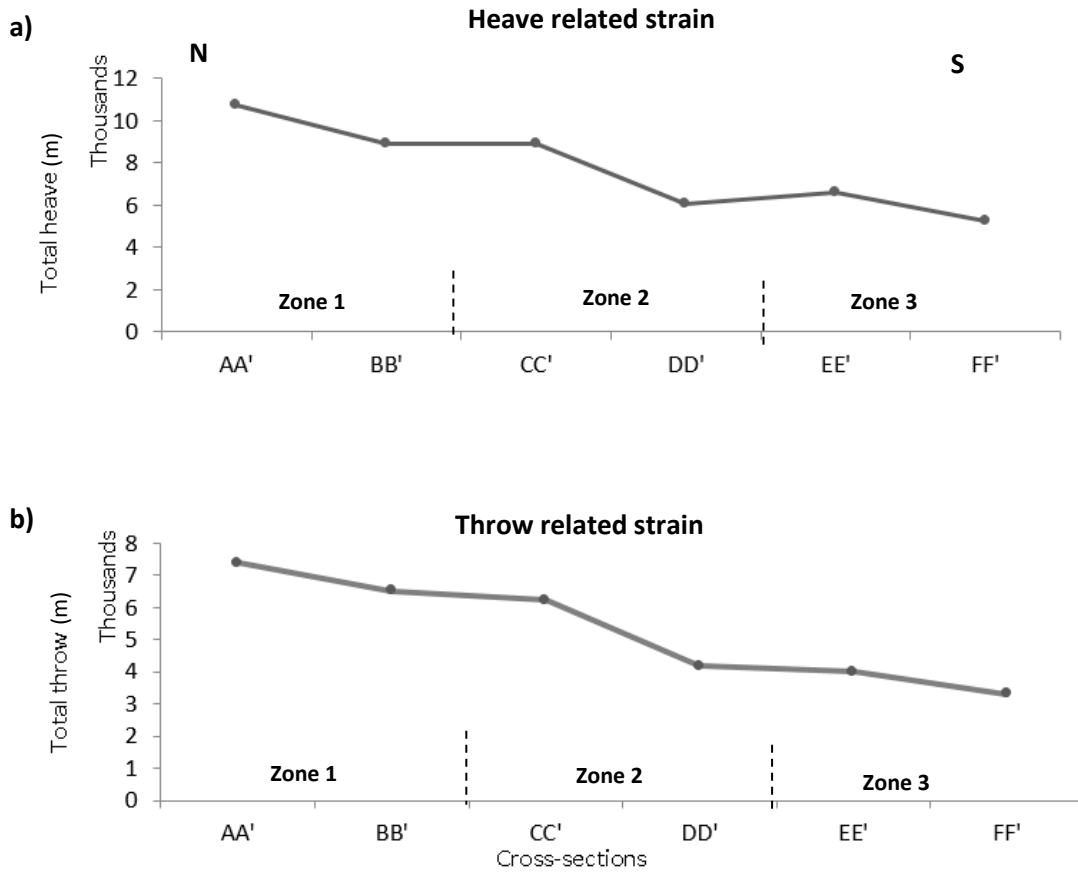 a)
Heave related strain
N
S
Total heave (m)
Thousands
12
10
8
6
4
2
0
Zone 1
Zone 2
Zone 3
AA'
BB'
CC'
DD'
EE'
FF'
b)
Throw related strain
Total throw (m)
Thousands
8
7
6
5
4
3
2
1
0
Zone 1
Zone 2
Zone 3
AA'
BB'
CC'
DD'
EE'
FF'
Cross-sections